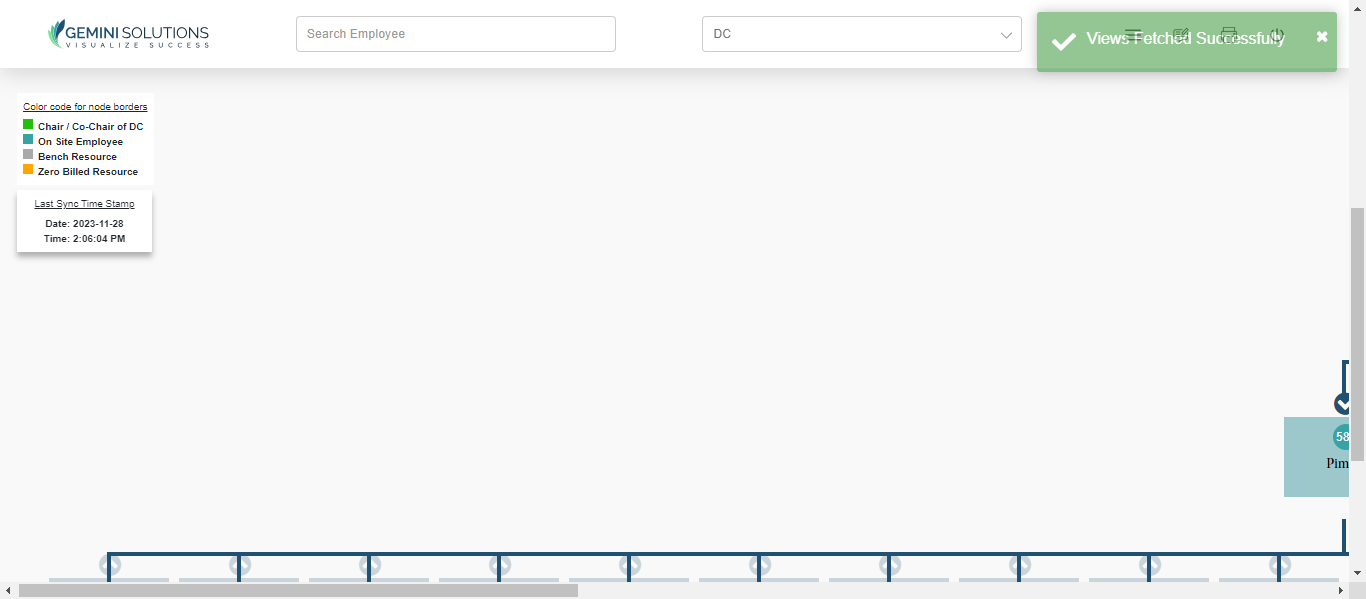 GEMINI SOLUTIONS
VISUALIZE SUCCESS
Search Employee
DC
Views Fetched Successfully
Color code for node borders
Chair / Co-Chair of DC
On Site Employee
Bench Resource
Zero Billed Resource
Last Sync Time Stamp
Date: 2023-11-28
Time: 2:06:04 PM
58
Pim